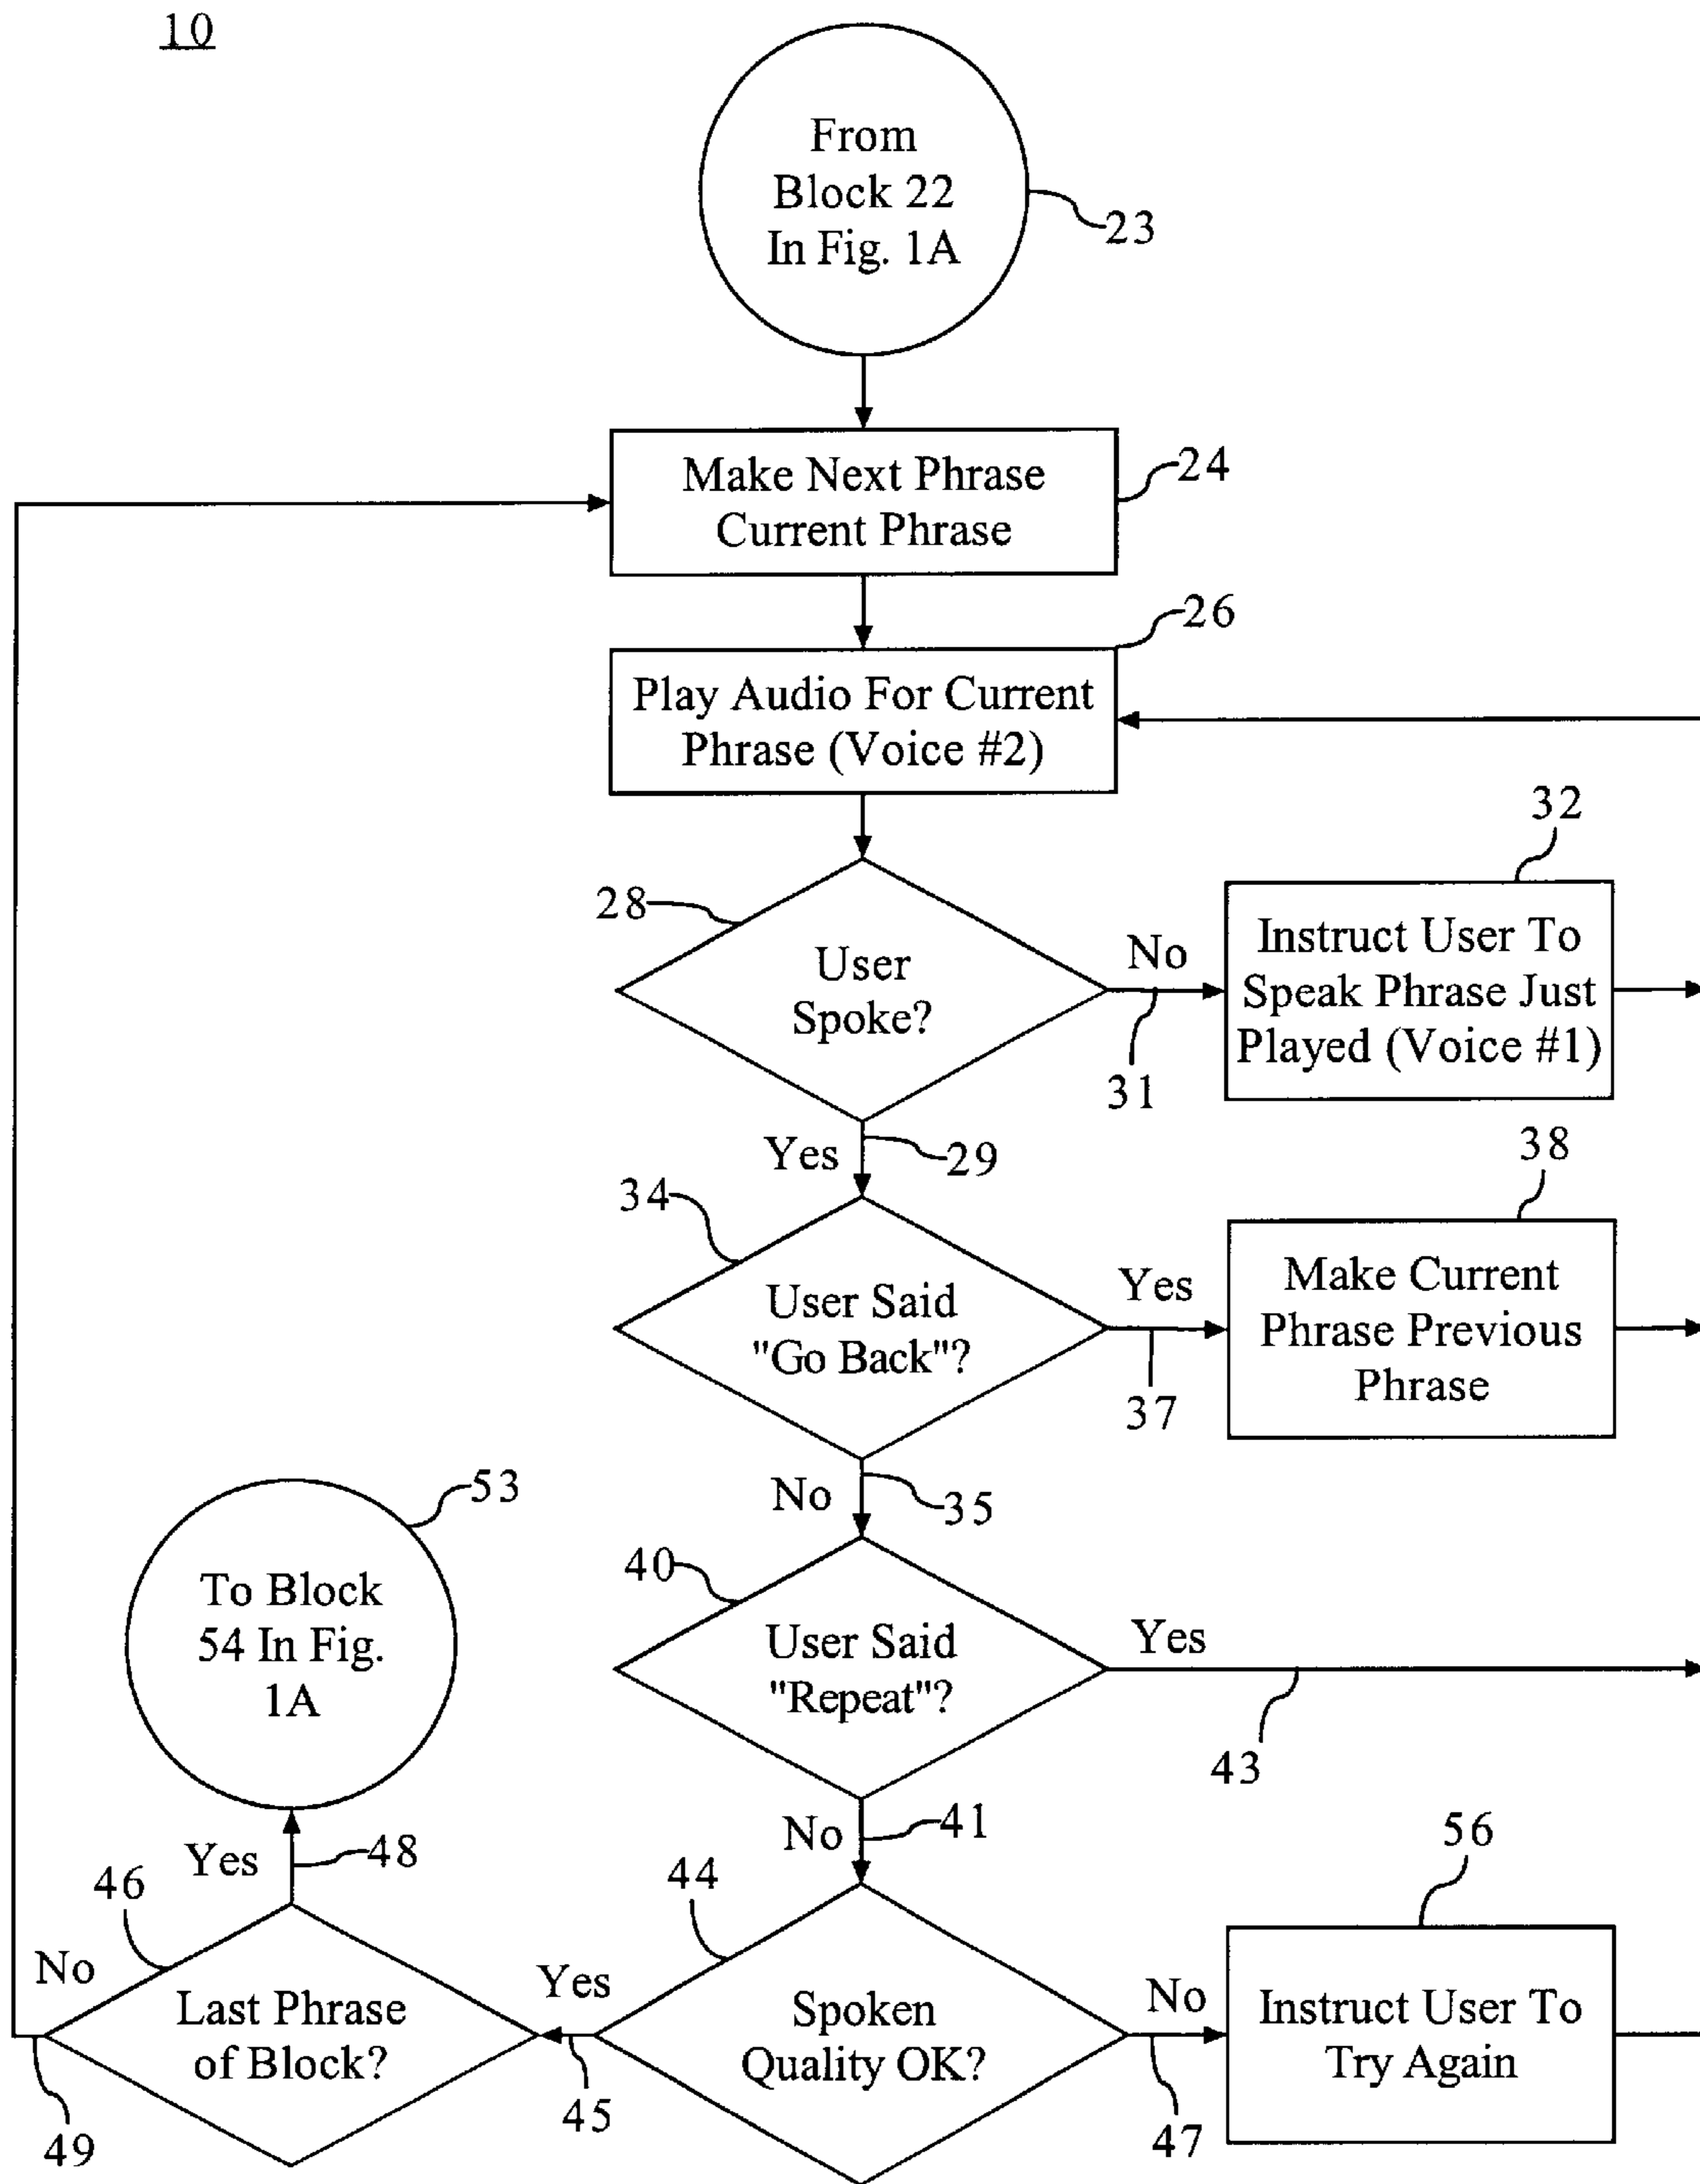 10
From
Block 22
In Fig. 1A
23
Make Next Phrase
Current Phrase
24
26
Play Audio For Current
Phrase (Voice #2)
32
28
User
Spoke?
No
31
Instruct User To
Speak Phrase Just
Played (Voice #1)
Yes
29
38
34
User Said
"Go Back"?
Yes
37
Make Current
Phrase Previous
Phrase
No
35
53
To Block
54 In Fig.
1A
40
User Said
"Repeat"?
Yes
43
No
41
56
Yes
48
46
44
No
Last Phrase
of Block?
49
Yes
45
Spoken
Quality OK?
No
47
Instruct User To
Try Again